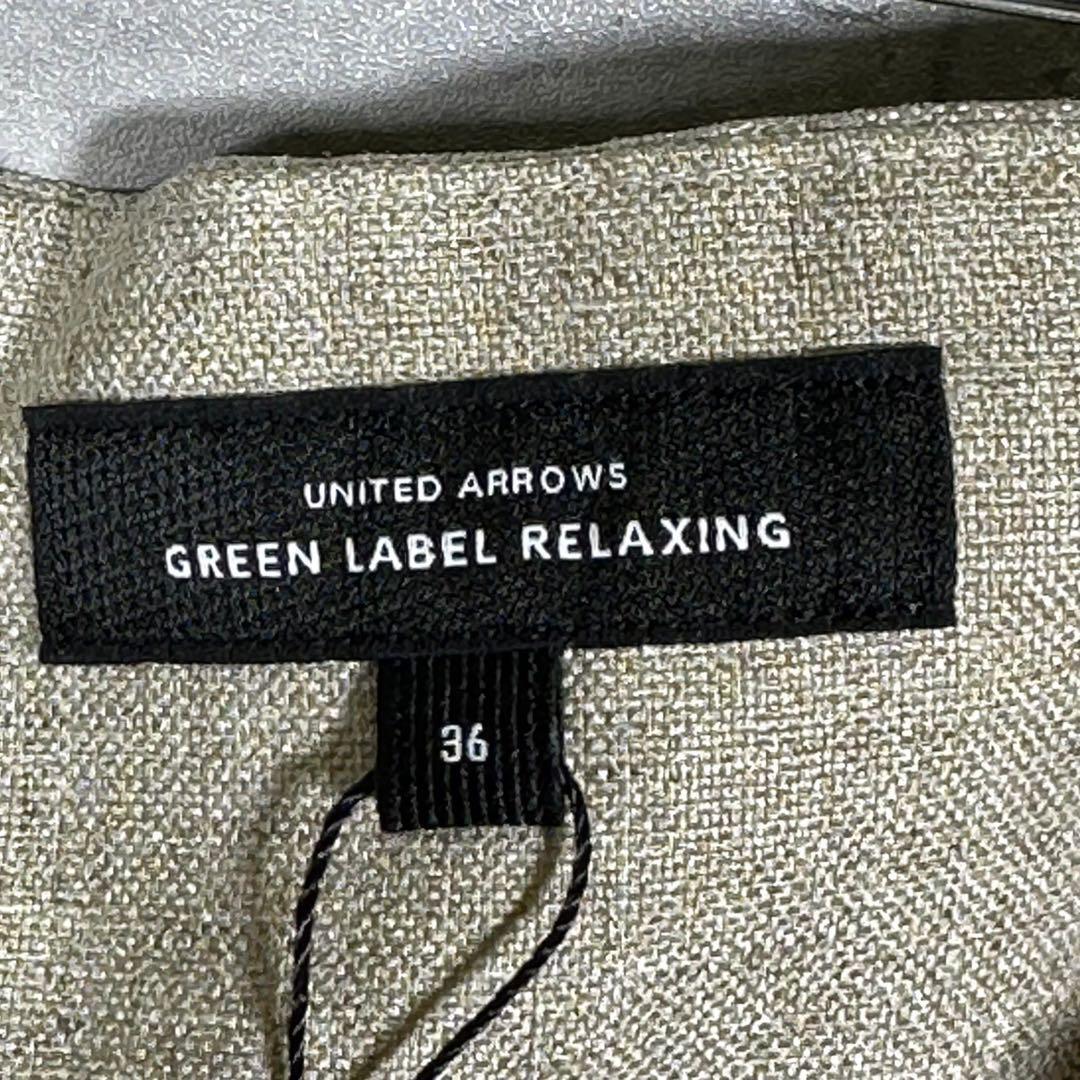 UNITED ARROWS
GREEN LABEL RELAXING
36